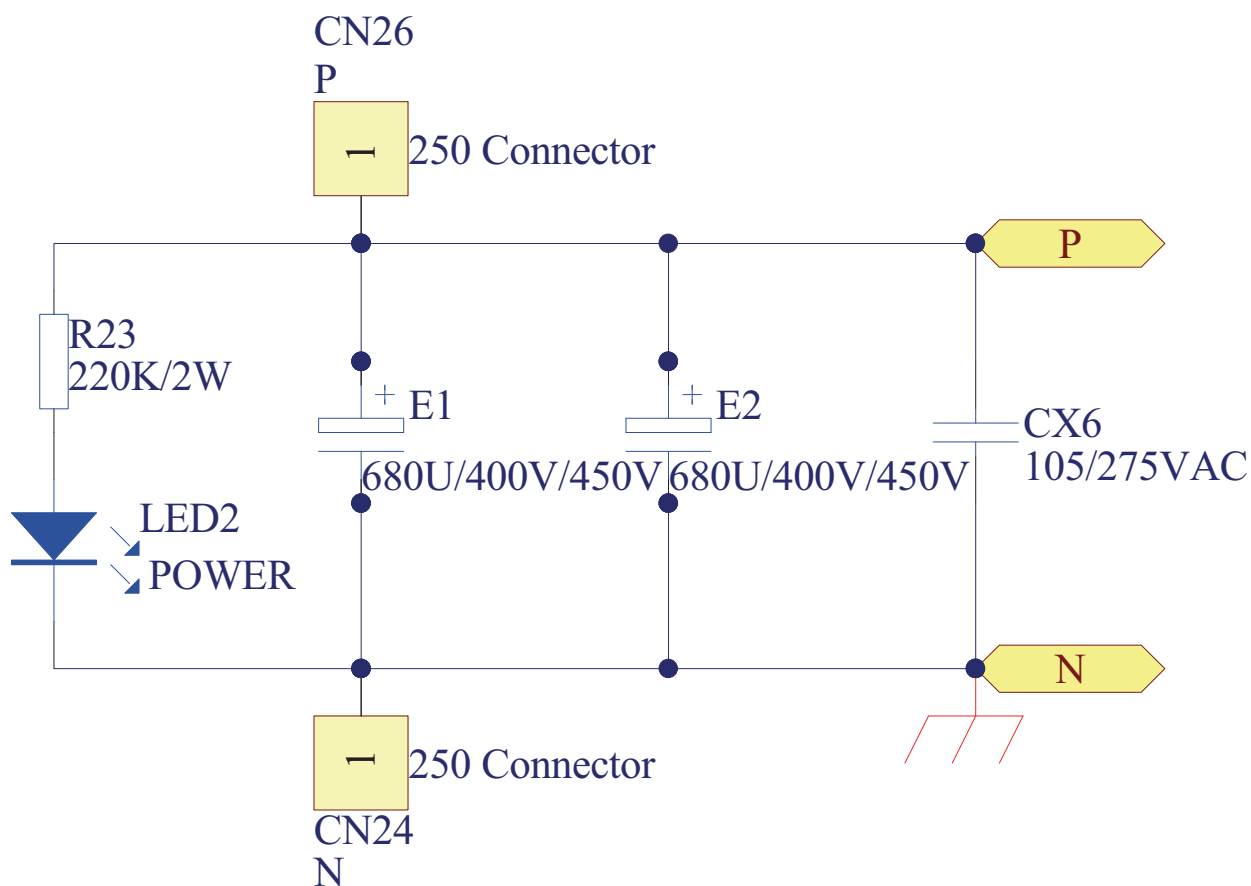 CN26
P
1
250 Connector
P
R23
220K/2W
E1
680U/400V/450V
E2
680U/400V/450V
CX6
105/275VAC
LED2
POWER
N
1
250 Connector
CN24
N